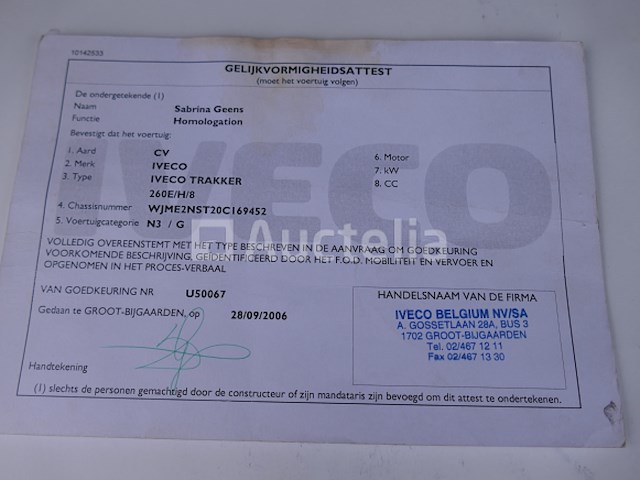 10142533
GELIJKVORMIGHEIDSATTEST
(moet het voertuig volgen)
De ondergetekende (1)
Naam Sabrina Geens
Functie Homologation
Bevestigt dat het voertuig:
1. Aard CV
2. Merk IVECO
3. Type IVECO TRAKKER
260E/H/8
4. Chassisnummer WJME2NST20C169452
5. Voertuigcategorie N3 / G
6. Motor
7. kW
8. CC
IVECO
Auctelia
VOLLEDIG OVEREENSTEMT MET HET TYPE BESCHREVEN IN DE AANVRAAG OM GOEDKEURING
VOORKOMENDE BESCHRIJVING, GEÏDENTIFICEERD DOOR HET F.O.D. MOBILITEIT EN VERVOER EN
OPGENOMEN IN HET PROCES-VERBAAL
VAN GOEDKEURING NR U50067
Gedaan te GROOT-BIJGAARDEN, op 28/09/2006
Handtekening
HANDELSNAAM VAN DE FIRMA
IVECO BELGIUM NV/SA
A. GOSSETLAAN 28A, BUS 3
1702 GROOT-BIJGAARDEN
Tel. 02/467 12 11
Fax 02/467 13 30
(1) slechts de personen gemachtigd door de constructeur of zijn mandataris zijn bevoegd om dit attest te ondertekenen.